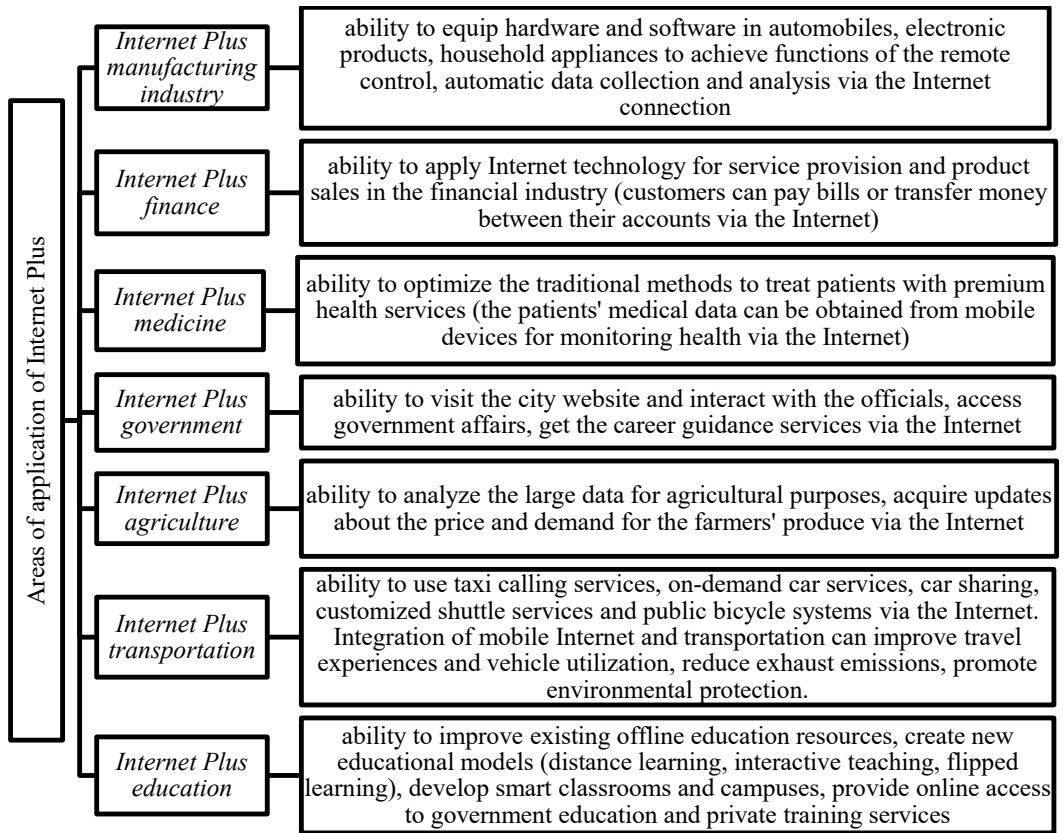 Areas of application of Internet Plus
Internet Plus
manufacturing
industry
ability to equip hardware and software in automobiles, electronic
products, household appliances to achieve functions of the remote
control, automatic data collection and analysis via the Internet
connection
Internet Plus
finance
ability to apply Internet technology for service provision and product
sales in the financial industry (customers can pay bills or transfer money
between their accounts via the Internet)
Internet Plus
medicine
ability to optimize the traditional methods to treat patients with premium
health services (the patients' medical data can be obtained from mobile
devices for monitoring health via the Internet)
Internet Plus
government
ability to visit the city website and interact with the officials, access
government affairs, get the career guidance services via the Internet
Internet Plus
agriculture
ability to analyze the large data for agricultural purposes, acquire updates
about the price and demand for the farmers' produce via the Internet
Internet Plus
transportation
ability to use taxi calling services, on-demand car services, car sharing,
customized shuttle services and public bicycle systems via the Internet.
Integration of mobile Internet and transportation can improve travel
experiences and vehicle utilization, reduce exhaust emissions, promote
environmental protection.
Internet Plus
education
ability to improve existing offline education resources, create new
educational models (distance learning, interactive teaching, flipped
learning), develop smart classrooms and campuses, provide online access
to government education and private training services